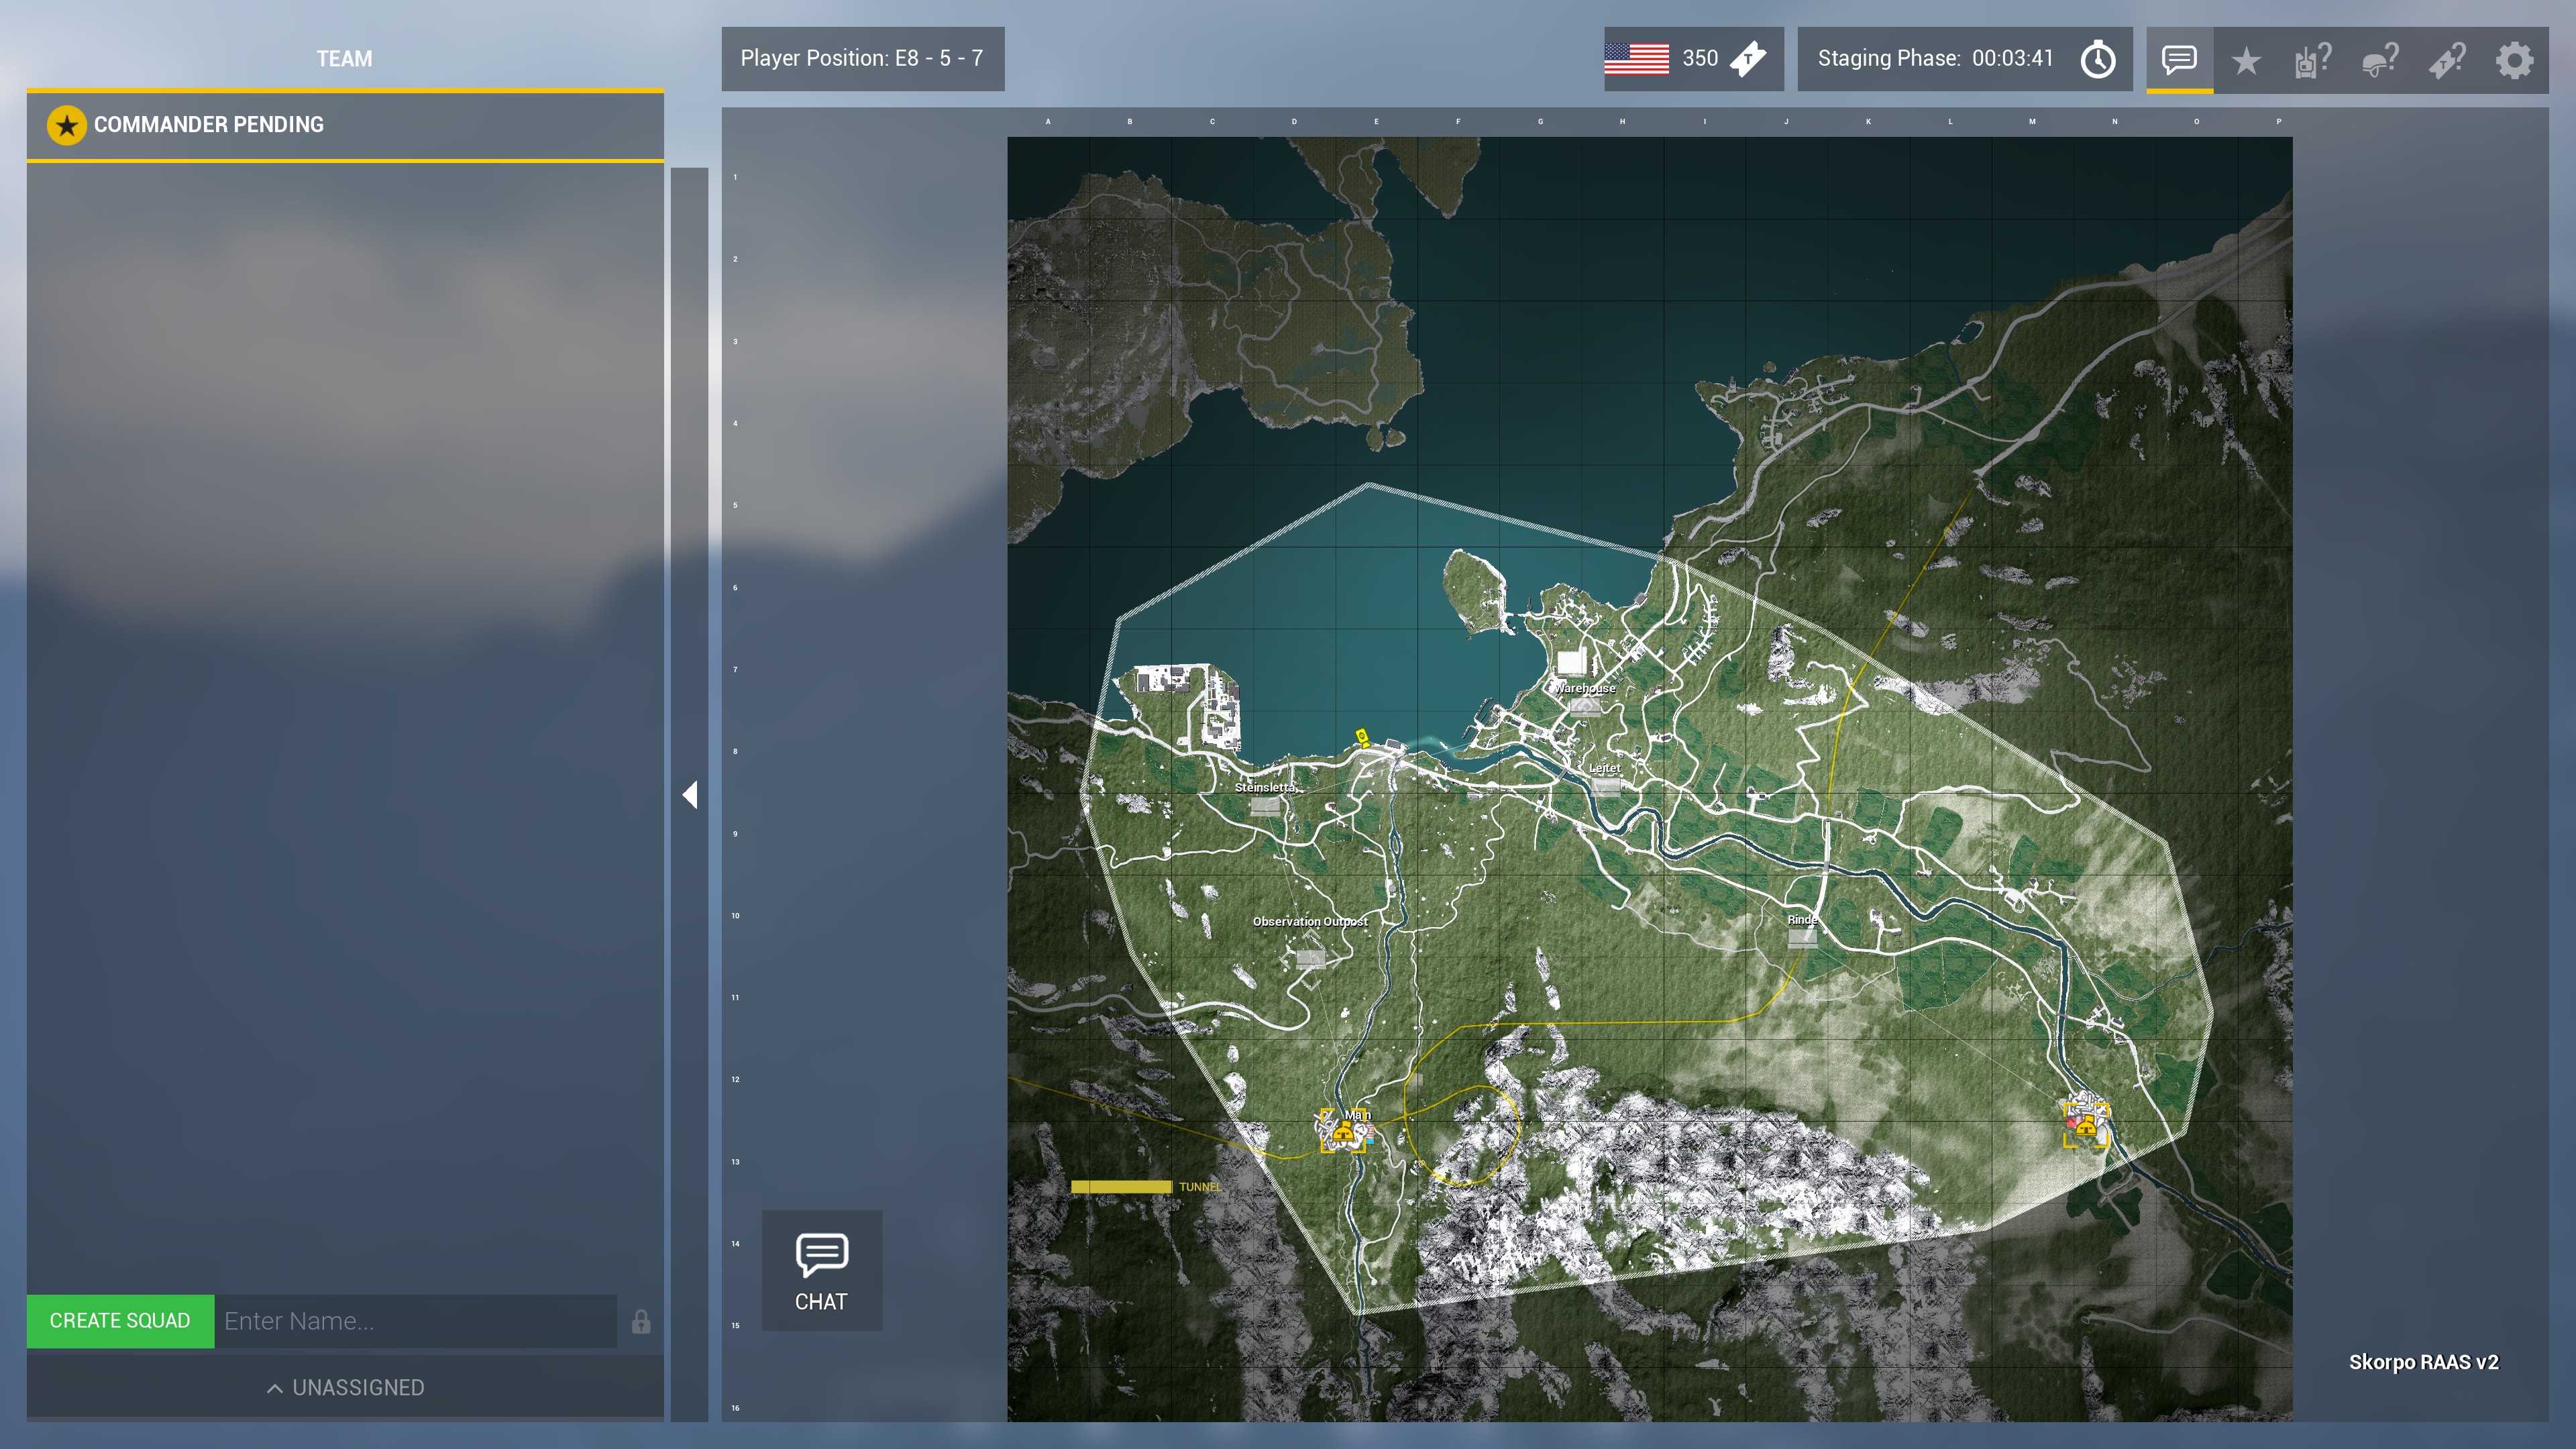 TEAM
Player Position: E8 - 5 - 7
350
Staging Phase: 00:03:41
COMMANDER PENDING
A B C D E F G H I J K L M N O P
1
2
3
4
5
6
7
Warehouse
8
Leitet
Steinsletta
9
10
Observation Outpost
Rinde
11
12
Main
13
TUNNEL
14
CHAT
15
CREATE SQUAD Enter Name...
Skorpo RAAS v2
UNASSIGNED
16